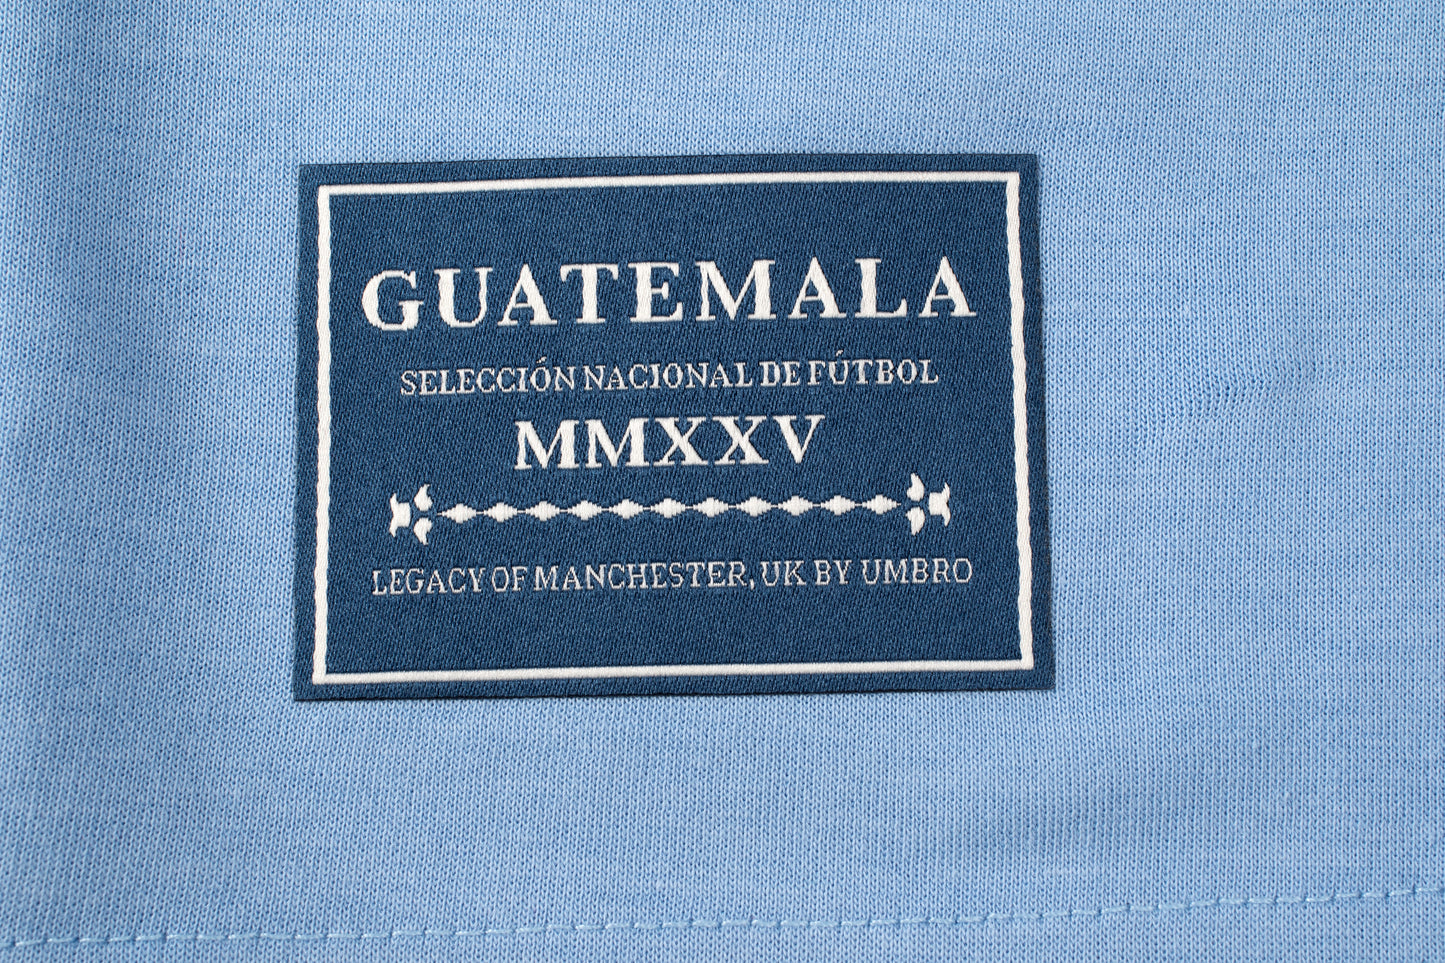 GUATEMALA
SELECCIÓN NACIONAL DE FÚTBOL
MMXXV
LEGACY OF MANCHESTER, UK BY UMBRO